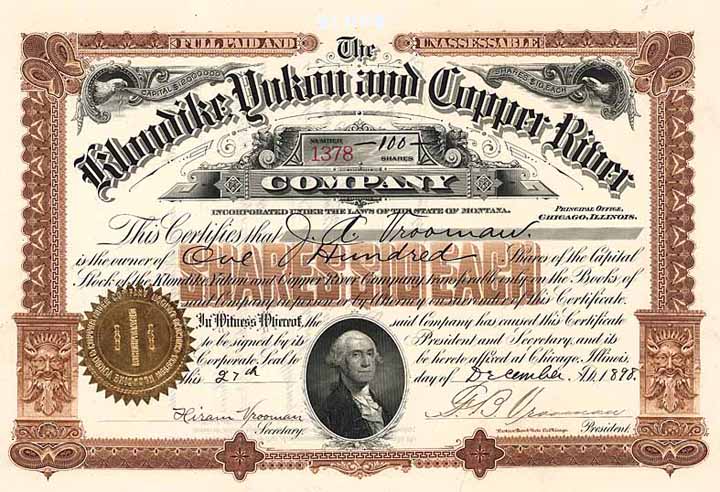 FULL PAID AND UNASSESSABLE
The
CAPITAL $12,000,000 SHARES $10 EACH
Klondike, Yukon and Copper River
NUMBER
1378 100 SHARES
COMPANY
INCORPORATED UNDER THE LAWS OF THE STATE OF MONTANA.
PRINCIPAL OFFICE,
CHICAGO, ILLINOIS.
This Certifies that J. A. Vrooman
is the owner of One Hundred Shares of the Capital
SHARES $10 EACH
Stock of the Klondike, Yukon and Copper River Company, transferable only on the Books of
said Company in person or by Attorney on surrender of this Certificate.
In Witness Whereof, the said Company has caused this Certificate
to be signed by its President and Secretary, and its
Corporate Seal to be hereto affixed at Chicago, Illinois,
this 27th day of December A.D. 1898.
Hiram Vrooman
Secretary. President.
Vrooman